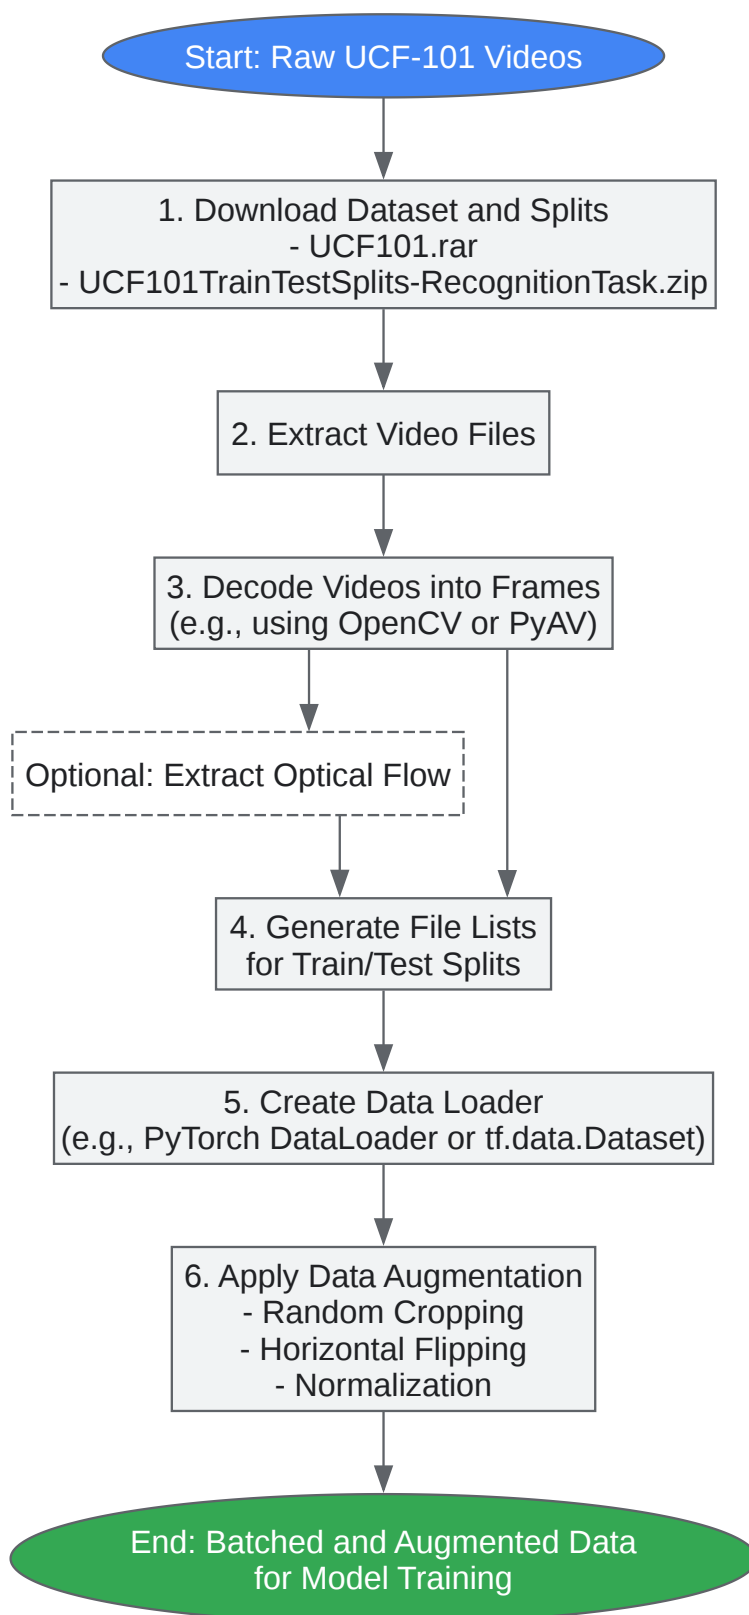 Start: Raw UCF-101 Videos
1. Download Dataset and Splits
- UCF101.rar
- UCF101TrainTestSplits-RecognitionTask.zip
2. Extract Video Files
3. Decode Videos into Frames
(e.g., using OpenCV or PyAV)
Optional: Extract Optical Flow
4. Generate File Lists
for Train/Test Splits
5. Create Data Loader
(e.g., PyTorch DataLoader or tf.data.Dataset)
6. Apply Data Augmentation
- Random Cropping
- Horizontal Flipping
- Normalization
End: Batched and Augmented Data
for Model Training